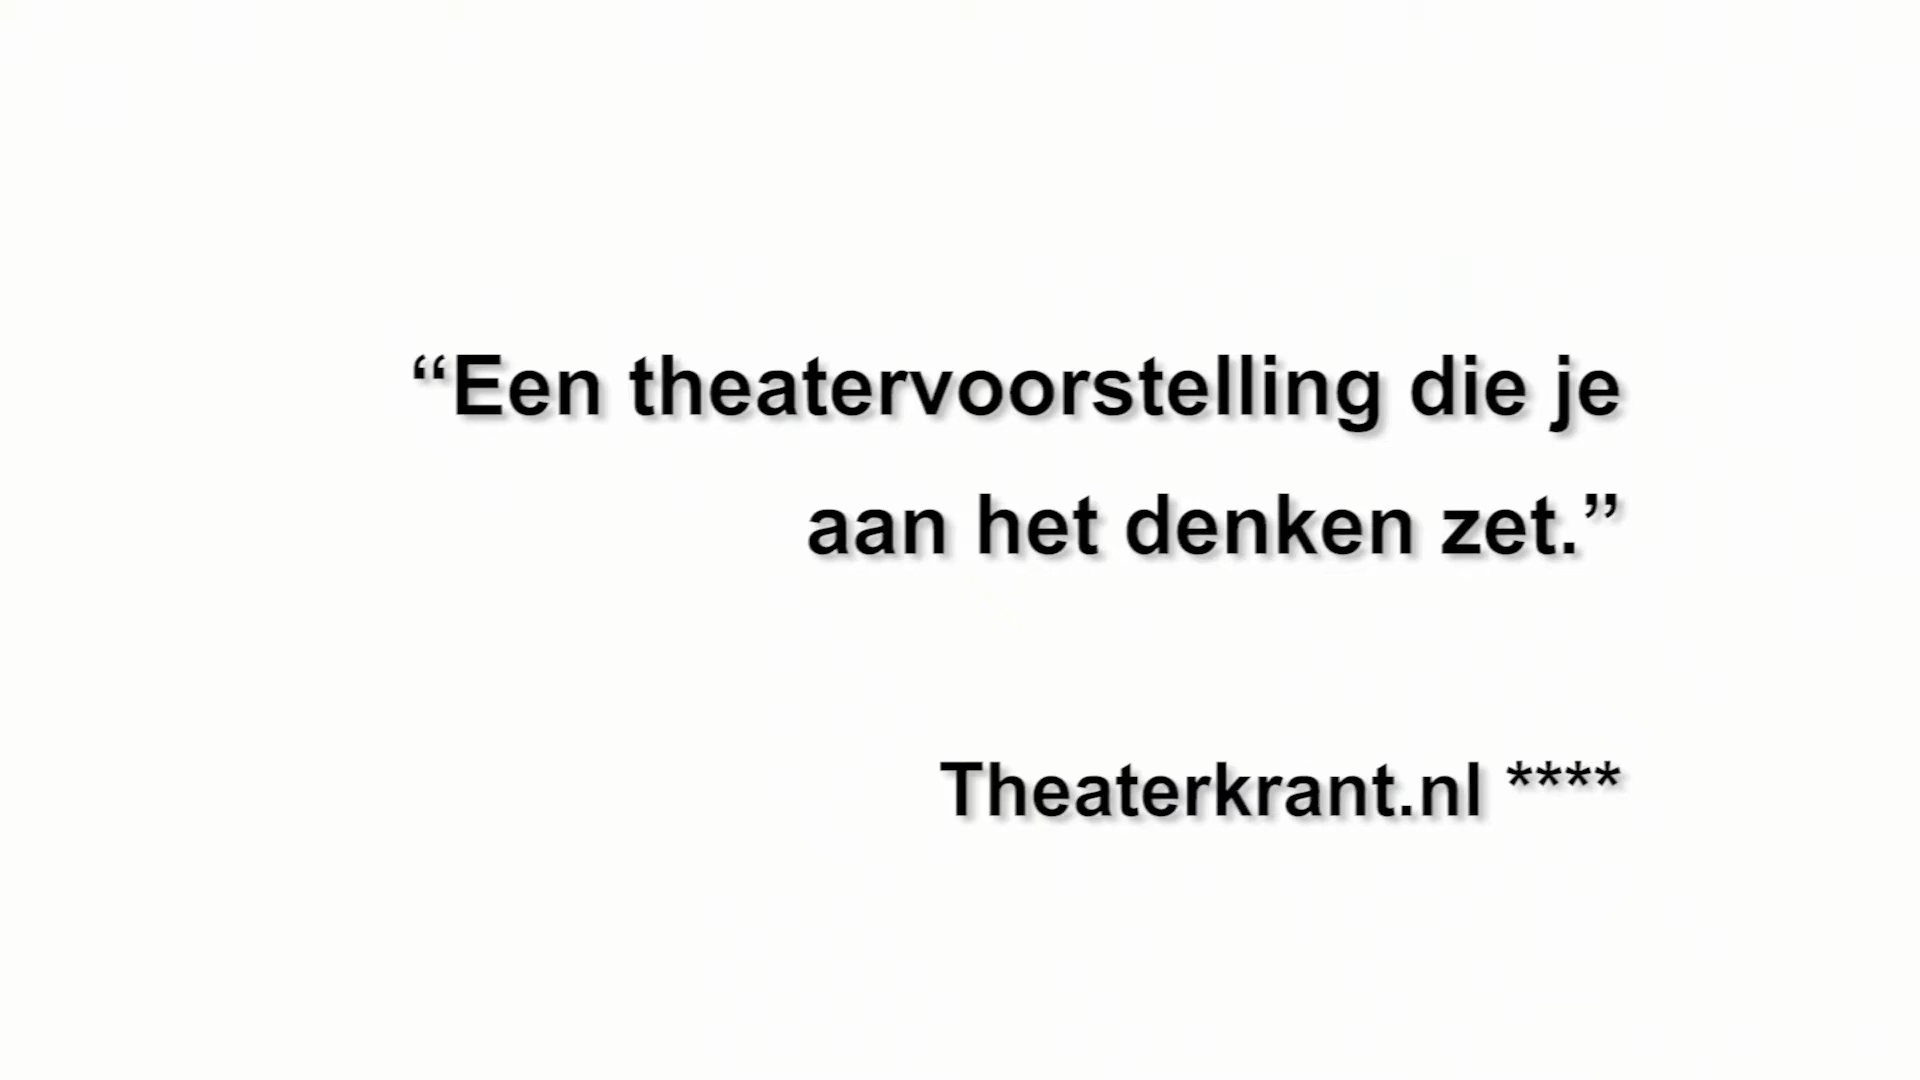 “Een theatervoorstelling die je
aan het denken zet.”
Theaterkrant.nl ****